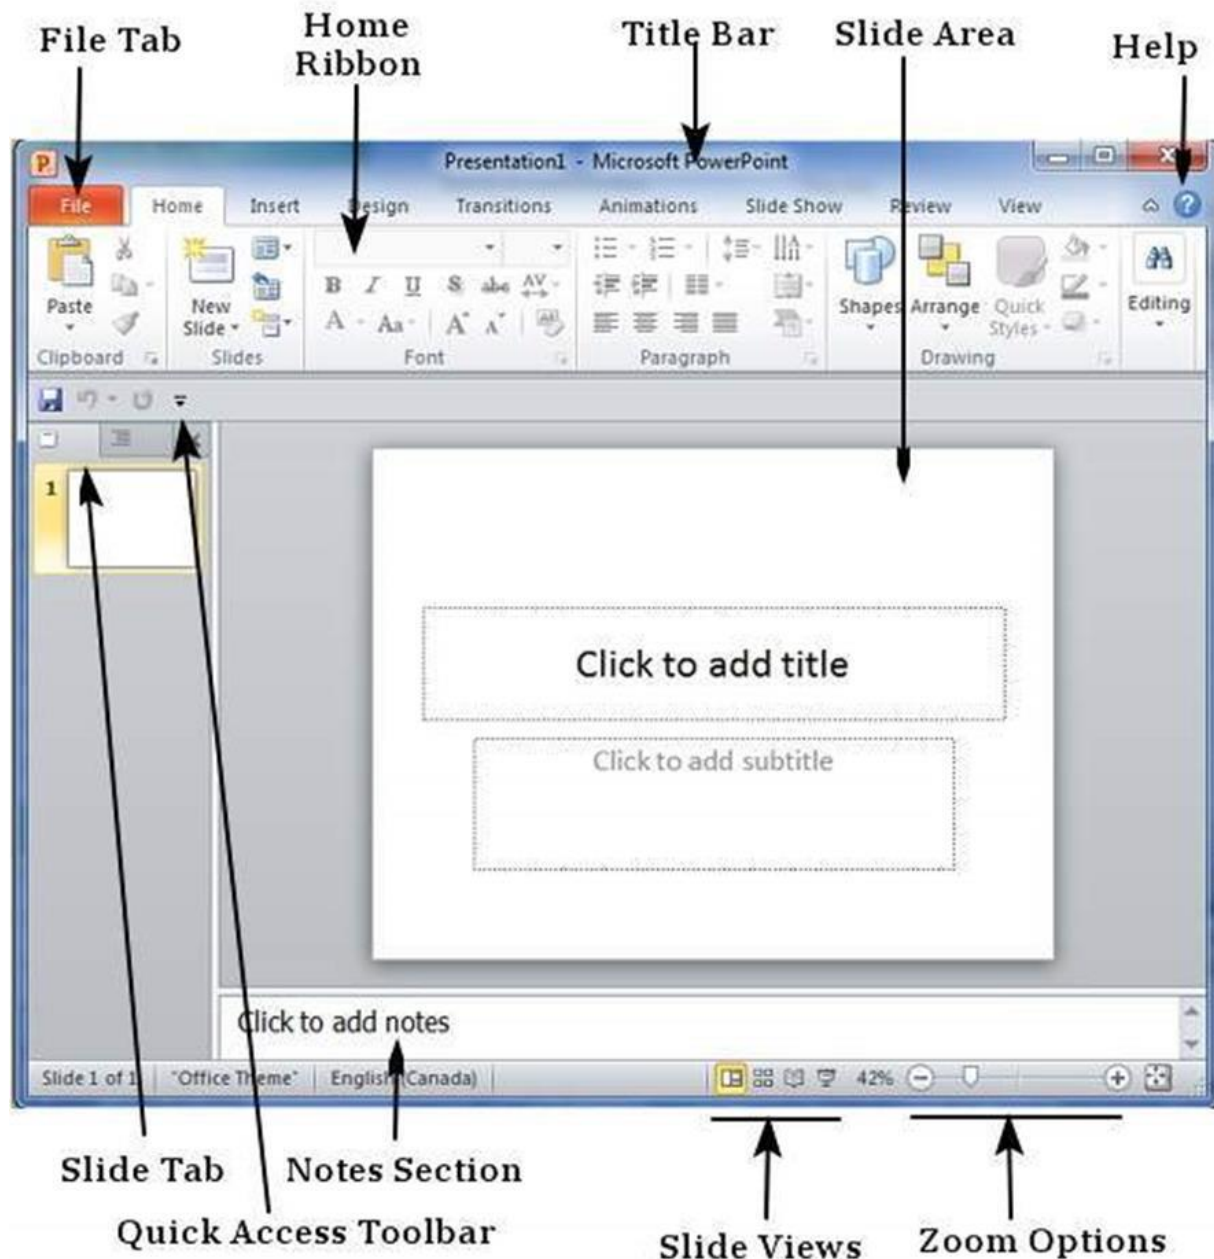 File Tab
Home
Ribbon
Title Bar
Slide Area
Help
P
Presentation1 - Microsoft PowerPoint
File Home Insert Design Transitions Animations Slide Show Review View
Paste
New
Slide
Shapes Arrange Quick
Styles
Editing
B I U S abc AV
A Aa A A
Clipboard Slides Font Paragraph Drawing
1
Click to add title
Click to add subtitle
Click to add notes
Slide 1 of 1 "Office Theme" English (Canada) 42%
Slide Tab
Notes Section
Quick Access Toolbar
Slide Views
Zoom Options